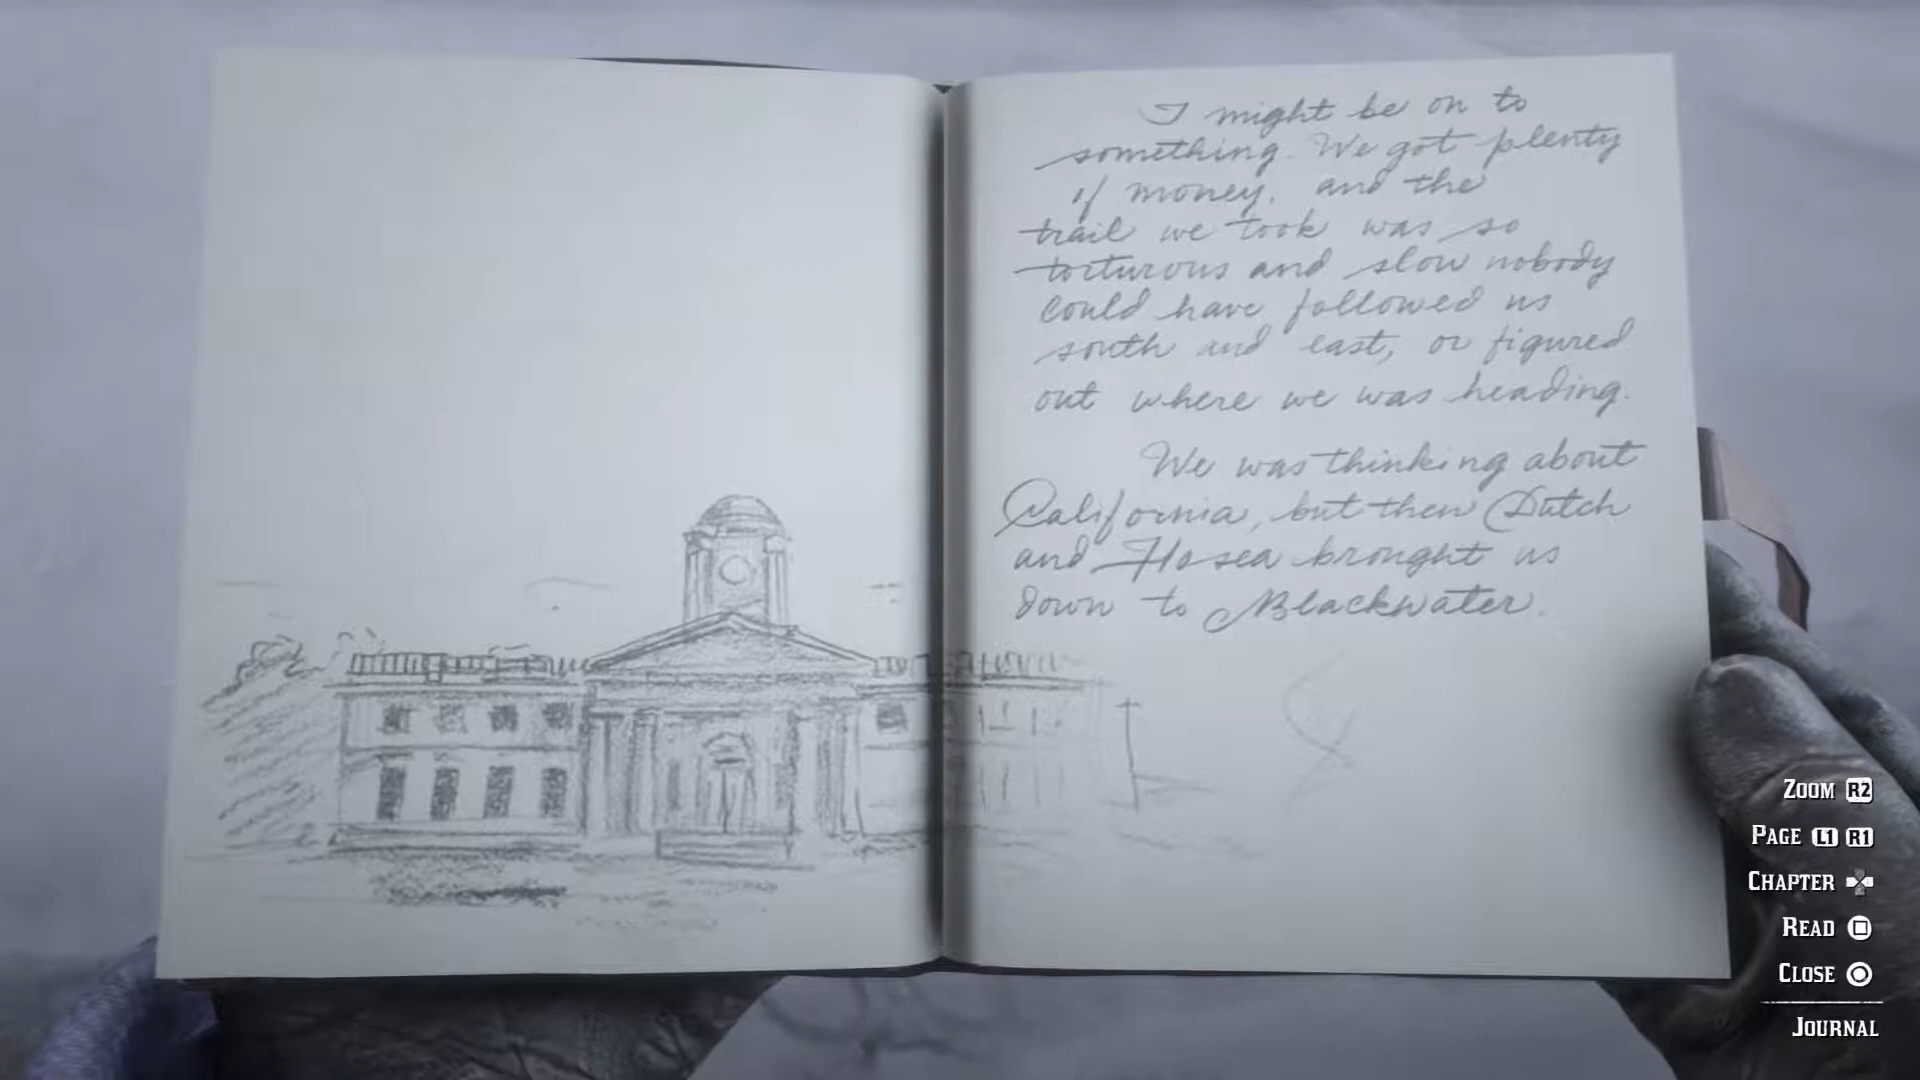 I might be on to
something. We got plenty
of money, and the
trail we took was so
torturous and slow nobody
could have followed us
south and east, or figured
out where we was heading.
We was thinking about
California, but then Dutch
and Hosea brought us
down to Blackwater.
ZOOM R2
PAGE L1 R1
CHAPTER
READ
CLOSE
JOURNAL